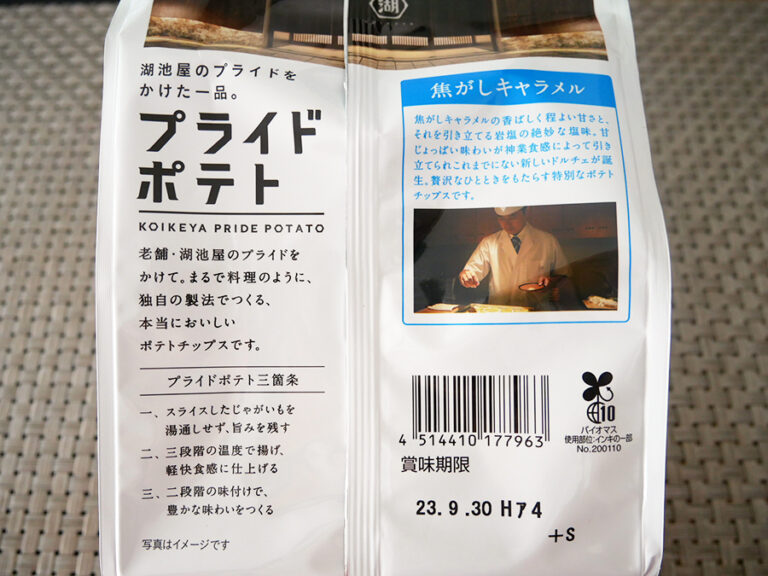 湖
湖池屋のプライドを
かけた一品。
プライド
ポテト
KOIKEYA PRIDE POTATO
老舗・湖池屋のプライドを
かけて。まるで料理のように、
独自の製法でつくる、
本当においしい
ポテトチップスです。
プライドポテト三箇条
一、スライスしたじゃがいもを
湯通しせず、旨みを残す
二、三段階の温度で揚げ、
軽快食感に仕上げる
三、二段階の味付けで、
豊かな味わいをつくる
写真はイメージです
焦がしキャラメル
焦がしキャラメルの香ばしく程よい甘さと、
それを引き立てる岩塩の絶妙な塩味。甘
じょっぱい味わいが神業食感によって引き
立てられこれまでにない新しいドルチェが誕
生。贅沢なひとときをもたらす特別なポテト
チップスです。
4 514410 177963
10
バイオマス
使用部位:インキの一部
No.200110
賞味期限
23.9.30 Hア4
+S